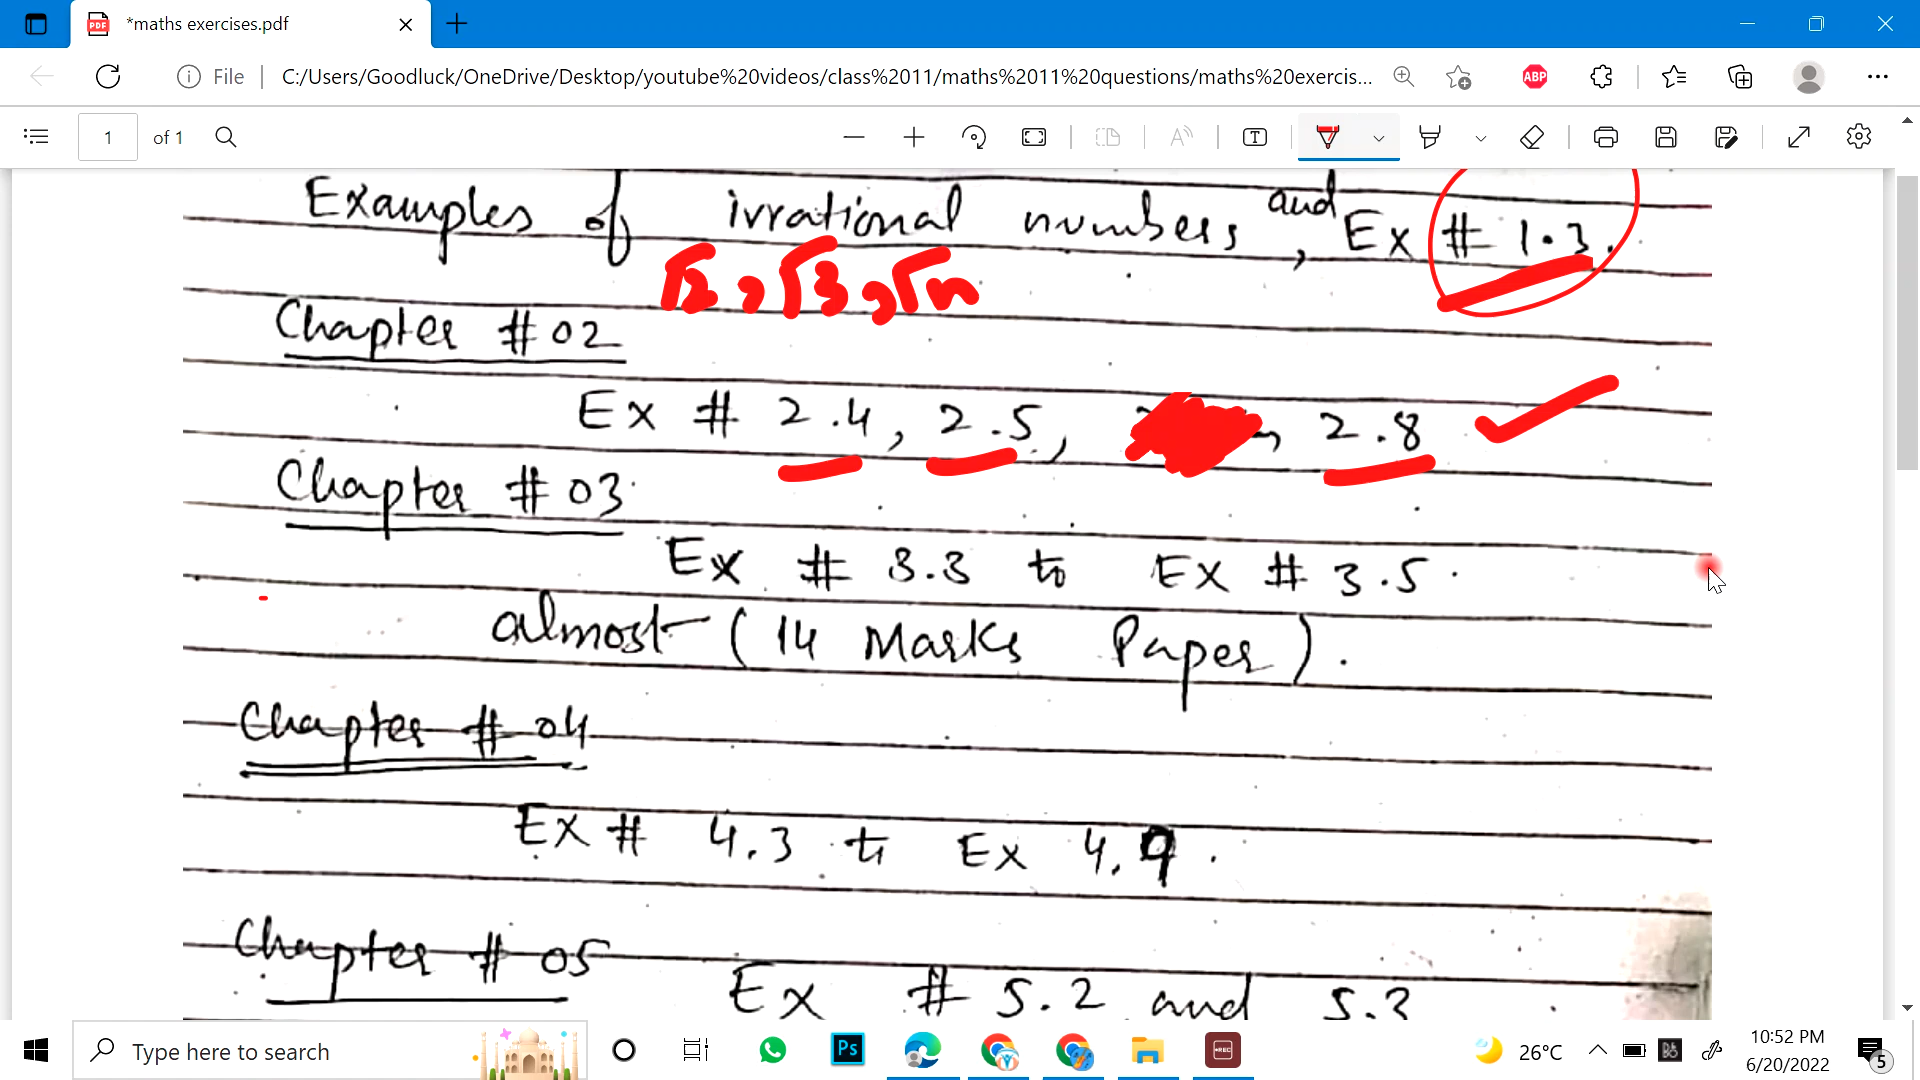 *maths exercises.pdf
File C:/Users/Goodluck/OneDrive/Desktop/youtube%20videos/class%2011/maths%2011%20questions/maths%20exercis...
ABP
1 of 1
Examples of irrational numbers, and Ex # 1.3.
√2, √3, √n
Chapter # 02
Ex # 2.4, 2.5, , 2.8
Chapter # 03
Ex # 3.3 to Ex # 3.5.
almost (14 Marks Paper).
Chapter # 04
Ex # 4.3 to Ex 4.9.
Chapter # 05
Ex # 5.2 and 5.3
Type here to search
Ps
REC
26°C
10:52 PM
6/20/2022
5